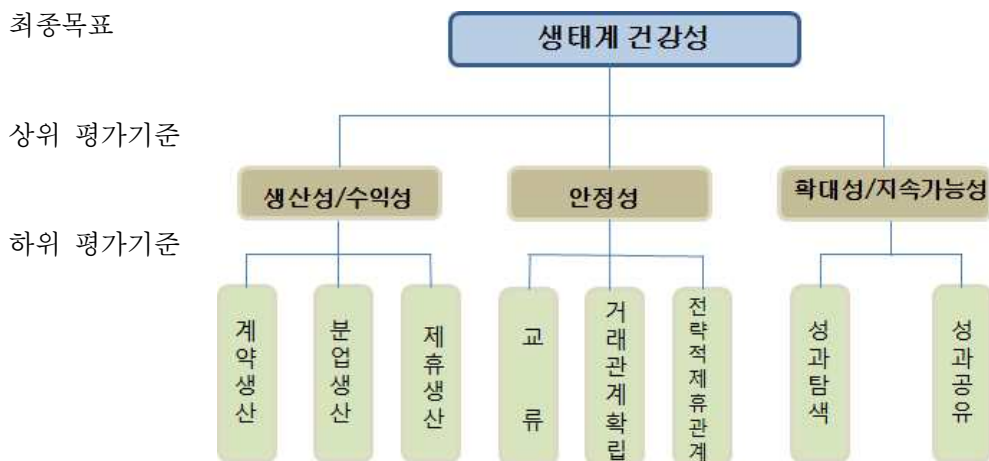 최종목표
생태계 건강성
상위 평가기준
생산성/수익성
안정성
확대성/지속가능성
하위 평가기준
계약생산
분업생산
제휴생산
교류
거래관계확립
전략적제휴관계
성과탐색
성과공유